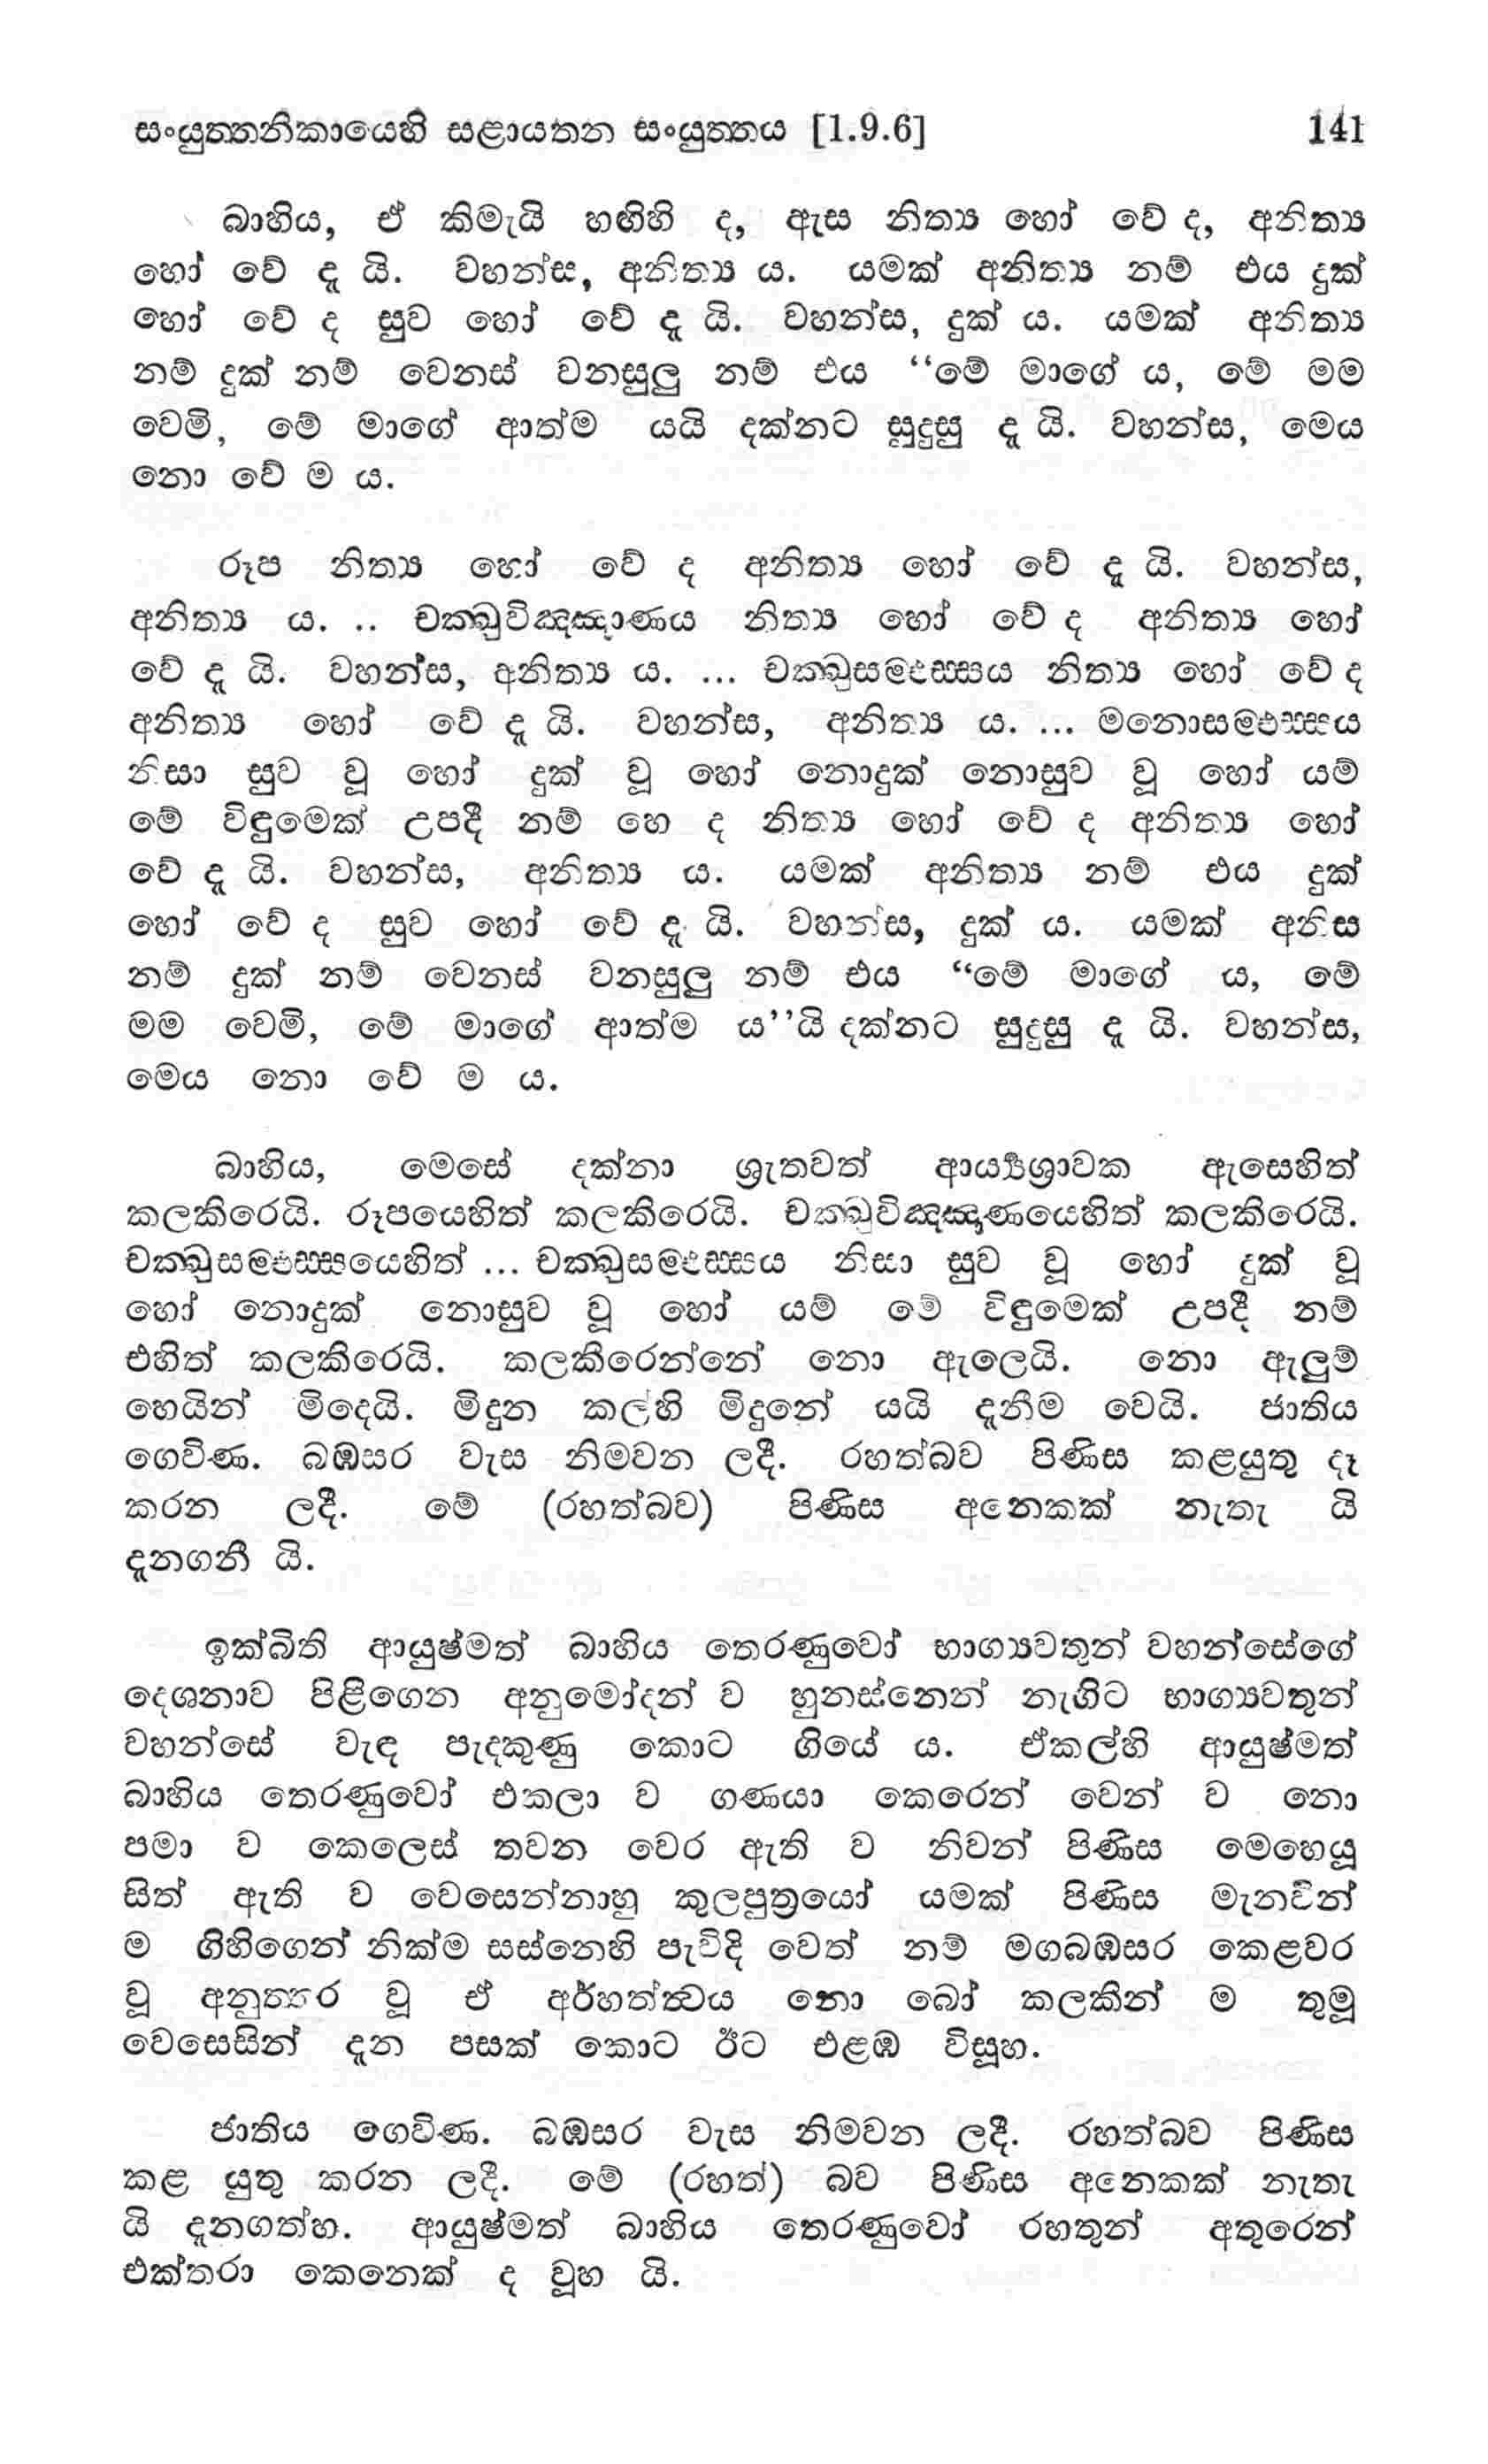 සංයුත්තනිකායෙහි සළායතන සංයුත්තය [1.9.6] 141
බාහිය, ඒ කිමැයි හඟිහි ද, ඇස නිත්‍ය හෝ වේ ද, අනිත්‍ය
හෝ වේ දැ යි. වහන්ස, අනිත්‍ය ය. යමක් අනිත්‍ය නම් එය දුක්
හෝ වේ ද සුව හෝ වේ දැ යි. වහන්ස, දුක් ය. යමක් අනිත්‍ය
නම් දුක් නම් වෙනස් වනසුලු නම් එය “මේ මාගේ ය, මේ මම
වෙමි, මේ මාගේ ආත්ම යයි දක්නට සුදුසු දැ යි. වහන්ස, මෙය
නො වේ ම ය.
රූප නිත්‍ය හෝ වේ ද අනිත්‍ය හෝ වේ දැ යි. වහන්ස,
අනිත්‍ය ය. .. චක්ඛුවිඤ්ඤාණය නිත්‍ය හෝ වේ ද අනිත්‍ය හෝ
වේ දැ යි. වහන්ස, අනිත්‍ය ය. ... චක්ඛුසම්ඵස්සය නිත්‍ය හෝ වේ ද
අනිත්‍ය හෝ වේ දැ යි. වහන්ස, අනිත්‍ය ය. ... මනොසම්ඵස්සය
නිසා සුව වූ හෝ දුක් වූ හෝ නොදුක් නොසුව වූ හෝ යම්
මේ විඳුමෙක් උපදී නම් හෙ ද නිත්‍ය හෝ වේ ද අනිත්‍ය හෝ
වේ දැ යි. වහන්ස, අනිත්‍ය ය. යමක් අනිත්‍ය නම් එය දුක්
හෝ වේ ද සුව හෝ වේ දැ යි. වහන්ස, දුක් ය. යමක් අනිස
නම් දුක් නම් වෙනස් වනසුලු නම් එය “මේ මාගේ ය, මේ
මම වෙමි, මේ මාගේ ආත්ම ය’’යි දක්නට සුදුසු දැ යි. වහන්ස,
මෙය නො වේ ම ය.
බාහිය, මෙසේ දක්නා ශ්‍රුතවත් ආර්‍ය්‍යශ්‍රාවක ඇසෙහිත්
කලකිරෙයි. රූපයෙහිත් කලකිරෙයි. චක්ඛුවිඤ්ඤාණයෙහිත් කලකිරෙයි.
චක්ඛුසම්ඵස්සයෙහිත් ... චක්ඛුසම්ඵස්සය නිසා සුව වූ හෝ දුක් වූ
හෝ නොදුක් නොසුව වූ හෝ යම් මේ විඳුමෙක් උපදී නම්
එහිත් කලකිරෙයි. කලකිරෙන්නේ නො ඇලෙයි. නො ඇලුම්
හෙයින් මිදෙයි. මිදුන කල්හි මිදුනේ යයි දැනීම වෙයි. ජාතිය
ගෙවිණ. බඹසර වැස නිමවන ලදී. රහත්බව පිණිස කළයුතු දෑ
කරන ලදී. මේ (රහත්බව) පිණිස අනෙකක් නැතැ යි
දැනගනී යි.
ඉක්බිති ආයුෂ්මත් බාහිය තෙරණුවෝ භාග්‍යවතුන් වහන්සේගේ
දෙශනාව පිළිගෙන අනුමෝදන් ව හුනස්නෙන් නැඟිට භාග්‍යවතුන්
වහන්සේ වැඳ පැදකුණු කොට ගියේ ය. ඒකල්හි ආයුෂ්මත්
බාහිය තෙරණුවෝ එකලා ව ගණයා කෙරෙන් වෙන් ව නො
පමා ව කෙලෙස් තවන වෙර ඇති ව නිවන් පිණිස මෙහෙයූ
සිත් ඇති ව වෙසෙන්නාහු කුලපුත්‍රයෝ යමක් පිණිස මැනවින්
ම ගිහිගෙන් නික්ම සස්නෙහි පැවිදි වෙත් නම් මගබඹසර කෙළවර
වූ අනුත්තර වූ ඒ අර්හත්ත්වය නො බෝ කලකින් ම තුමූ
වෙසෙසින් දැන පසක් කොට ඊට එළඹ විසූහ.
ජාතිය ගෙවිණ. බඹසර වැස නිමවන ලදී. රහත්බව පිණිස
කළ යුතු කරන ලදී. මේ (රහත්) බව පිණිස අනෙකක් නැතැ
යි දැනගත්හ. ආයුෂ්මත් බාහිය තෙරණුවෝ රහතුන් අතුරෙන්
එක්තරා කෙනෙක් ද වූහ යි.